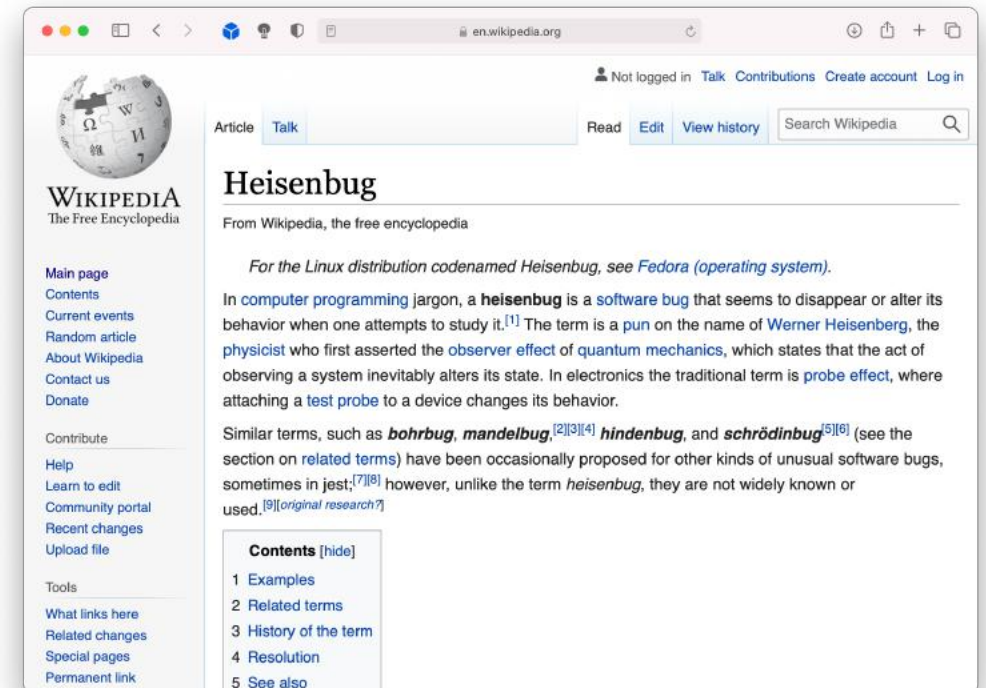 en.wikipedia.org
Not logged in Talk Contributions Create account Log in
Article Talk Read Edit View history Search Wikipedia
WIKIPEDIA
The Free Encyclopedia
Main page
Contents
Current events
Random article
About Wikipedia
Contact us
Donate
Contribute
Help
Learn to edit
Community portal
Recent changes
Upload file
Tools
What links here
Related changes
Special pages
Permanent link
Heisenbug
From Wikipedia, the free encyclopedia
For the Linux distribution codenamed Heisenbug, see Fedora (operating system).
In computer programming jargon, a heisenbug is a software bug that seems to disappear or alter its
behavior when one attempts to study it.[1] The term is a pun on the name of Werner Heisenberg, the
physicist who first asserted the observer effect of quantum mechanics, which states that the act of
observing a system inevitably alters its state. In electronics the traditional term is probe effect, where
attaching a test probe to a device changes its behavior.
Similar terms, such as bohrbug, mandelbug,[2][3][4] hindenbug, and schrödinbug[5][6] (see the
section on related terms) have been occasionally proposed for other kinds of unusual software bugs,
sometimes in jest;[7][8] however, unlike the term heisenbug, they are not widely known or
used.[9][original research?]
Contents [hide]
1 Examples
2 Related terms
3 History of the term
4 Resolution
5 See also